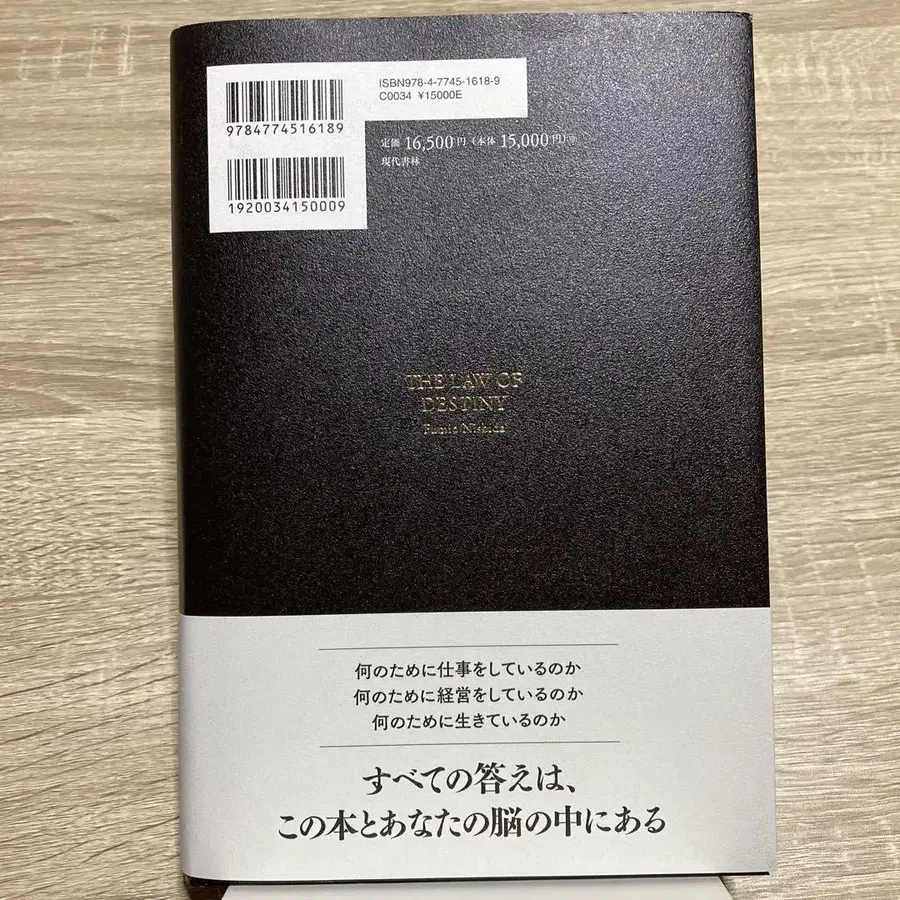 ISBN978-4-7745-1618-9
C0034 ¥15000E
9784774516189
1920034150009
定価 16,500円(本体 15,000円)⑩
現代書林
THE LAW OF
DESTINY
Fumio Nishida
何のために仕事をしているのか
何のために経営をしているのか
何のために生きているのか
すべての答えは、
この本とあなたの脳の中にある